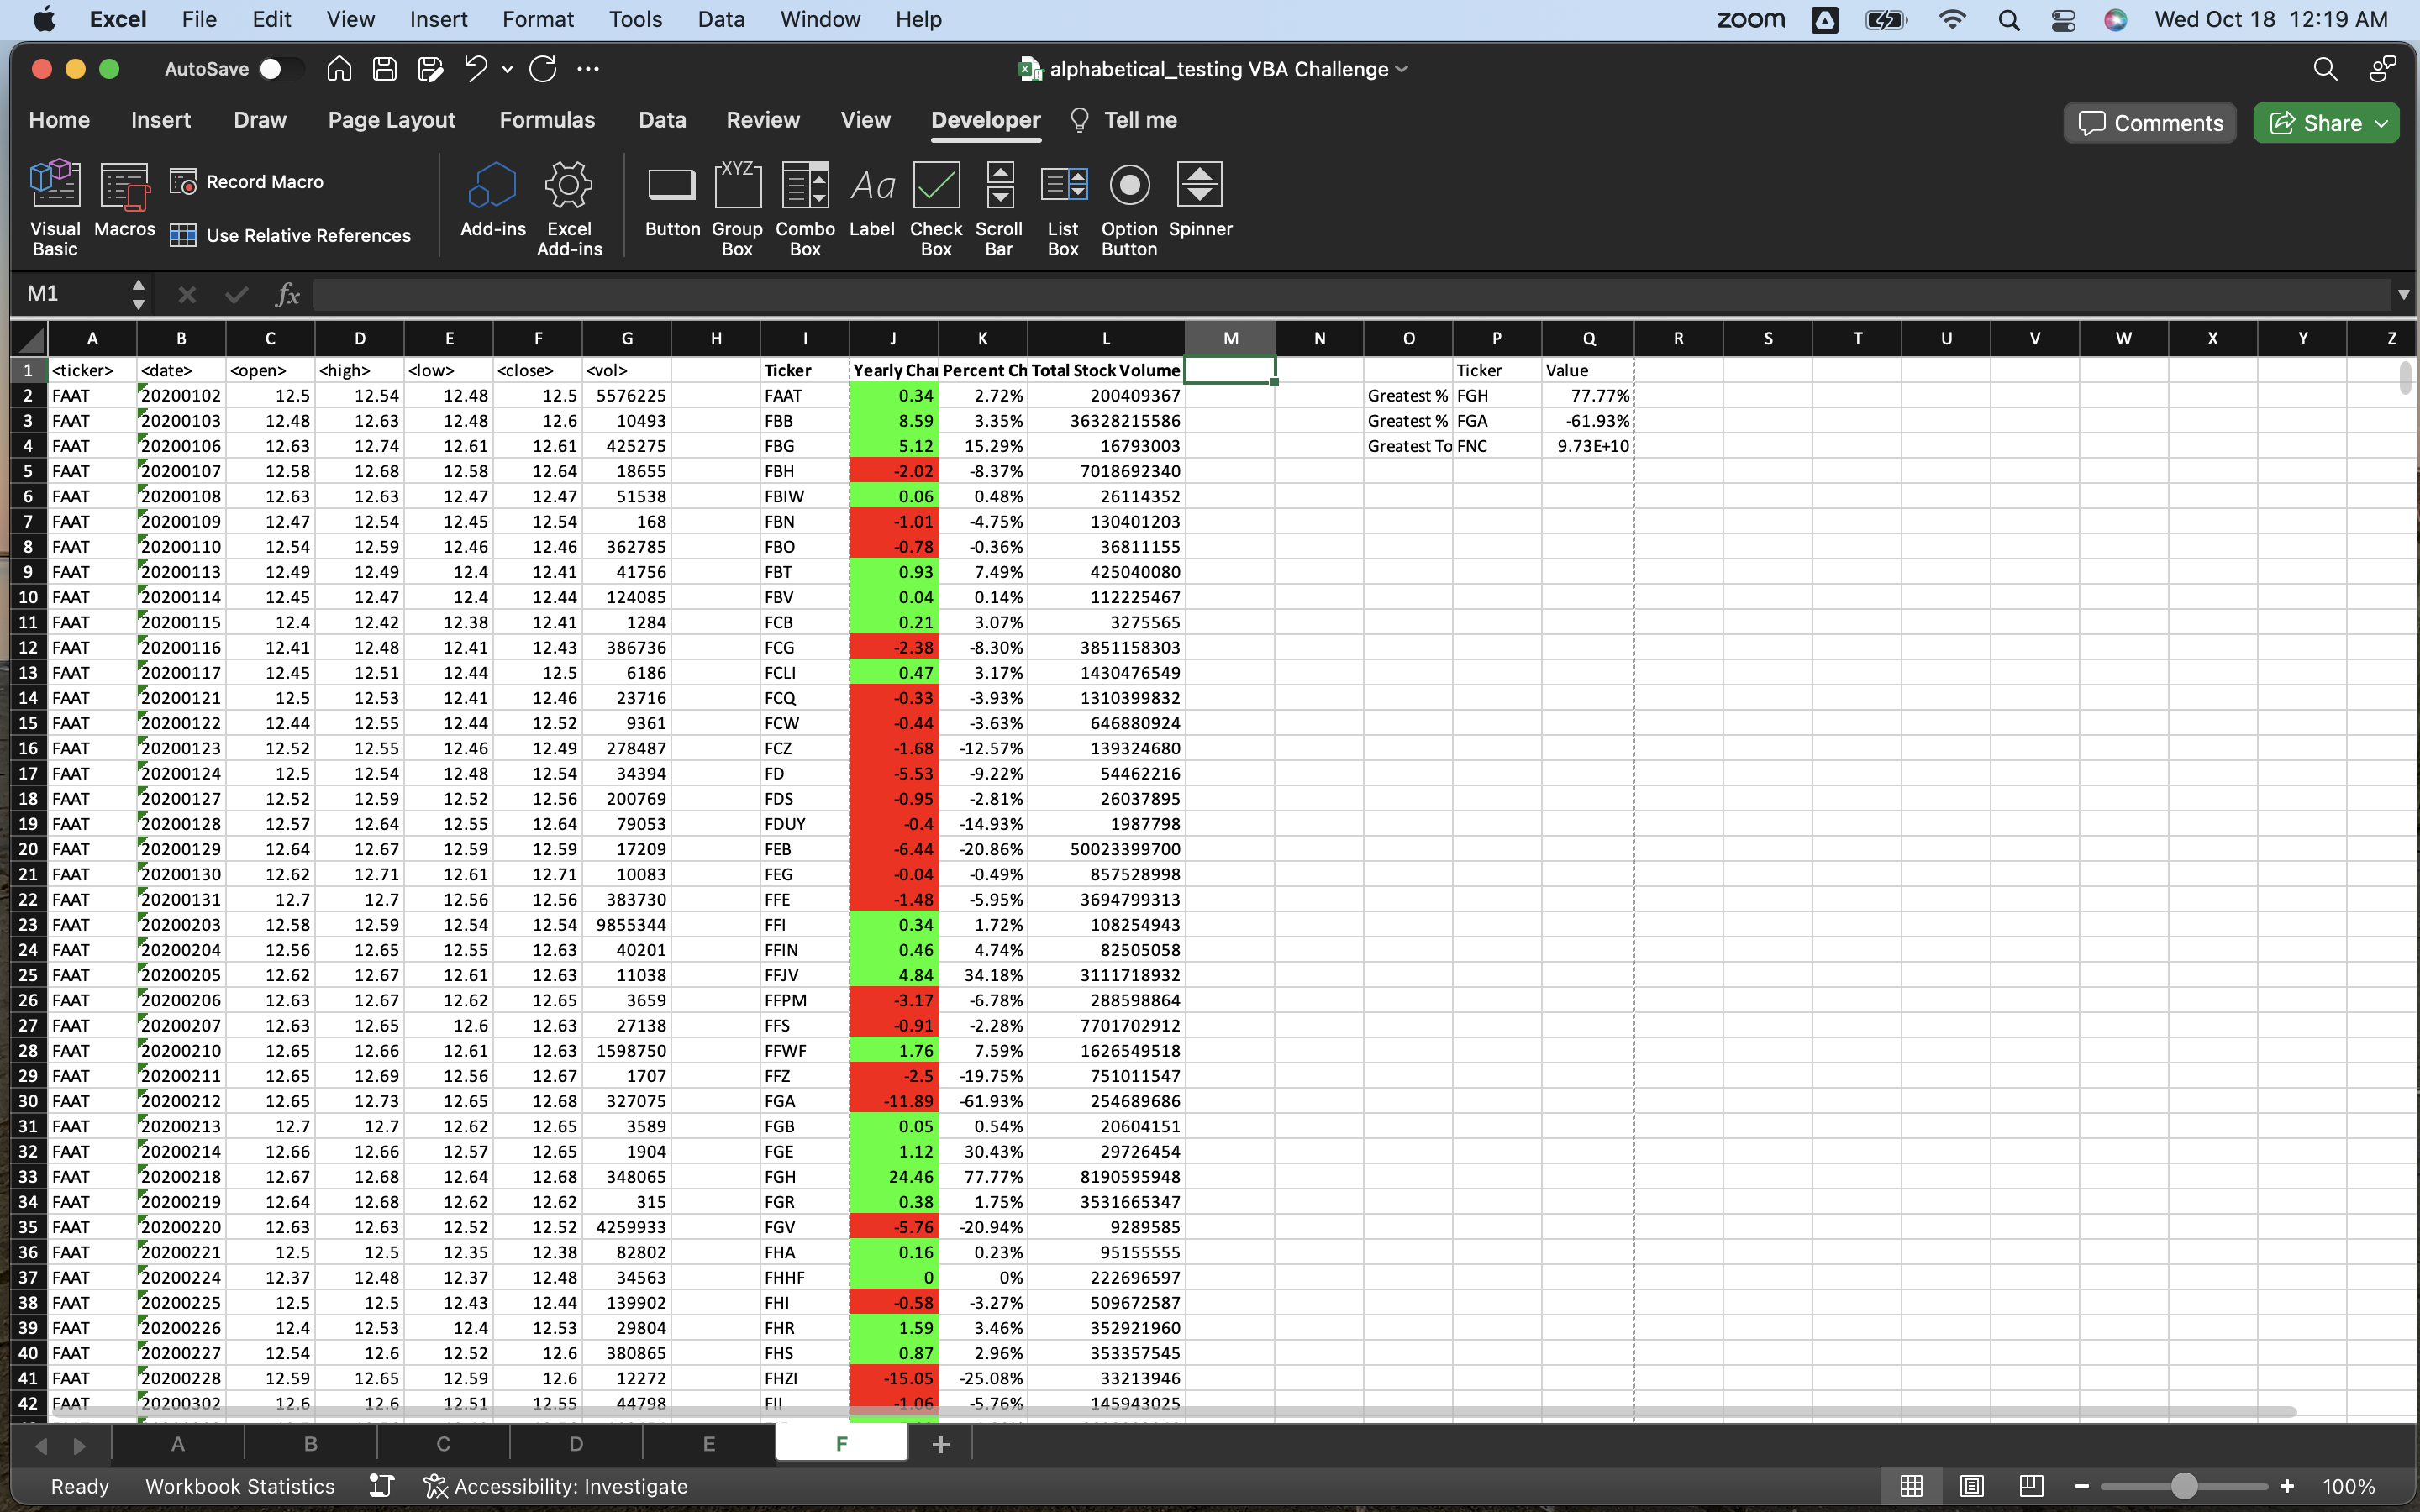 Excel File Edit View Insert Format Tools Data Window Help zoom Wed Oct 18 12:19 AM
AutoSave alphabetical_testing VBA Challenge
Home Insert Draw Page Layout Formulas Data Review View Developer Tell me Comments Share
Visual Basic Macros Record Macro Use Relative References Add-ins Excel Add-ins Button XYZ Group Box Combo Box Aa Label Check Box Scroll Bar List Box Option Button Spinner
M1 fx
A B C D E F G H I J K L M N O P Q R S T U V W X Y Z
1 <ticker> <date> <open> <high> <low> <close> <vol> Ticker Yearly Chan Percent Ch Total Stock Volume Ticker Value
2 FAAT 20200102 12.5 12.54 12.48 12.5 5576225 FAAT 0.34 2.72% 200409367 Greatest % FGH 77.77%
3 FAAT 20200103 12.48 12.63 12.48 12.6 10493 FBB 8.59 3.35% 36328215586 Greatest % FGA -61.93%
4 FAAT 20200106 12.63 12.74 12.61 12.61 425275 FBG 5.12 15.29% 16793003 Greatest To FNC 9.73E+10
5 FAAT 20200107 12.58 12.68 12.58 12.64 18655 FBH -2.02 -8.37% 7018692340
6 FAAT 20200108 12.63 12.63 12.47 12.47 51538 FBIW 0.06 0.48% 26114352
7 FAAT 20200109 12.47 12.54 12.45 12.54 168 FBN -1.01 -4.75% 130401203
8 FAAT 20200110 12.54 12.59 12.46 12.46 362785 FBO -0.78 -0.36% 36811155
9 FAAT 20200113 12.49 12.49 12.4 12.41 41756 FBT 0.93 7.49% 425040080
10 FAAT 20200114 12.45 12.47 12.4 12.44 124085 FBV 0.04 0.14% 112225467
11 FAAT 20200115 12.4 12.42 12.38 12.41 1284 FCB 0.21 3.07% 3275565
12 FAAT 20200116 12.41 12.48 12.41 12.43 386736 FCG -2.38 -8.30% 3851158303
13 FAAT 20200117 12.45 12.51 12.44 12.5 6186 FCLI 0.47 3.17% 1430476549
14 FAAT 20200121 12.5 12.53 12.41 12.46 23716 FCQ -0.33 -3.93% 1310399832
15 FAAT 20200122 12.44 12.55 12.44 12.52 9361 FCW -0.44 -3.63% 646880924
16 FAAT 20200123 12.52 12.55 12.46 12.49 278487 FCZ -1.68 -12.57% 139324680
17 FAAT 20200124 12.5 12.54 12.48 12.54 34394 FD -5.53 -9.22% 54462216
18 FAAT 20200127 12.52 12.59 12.52 12.56 200769 FDS -0.95 -2.81% 26037895
19 FAAT 20200128 12.57 12.64 12.55 12.64 79053 FDUY -0.4 -14.93% 1987798
20 FAAT 20200129 12.64 12.67 12.59 12.59 17209 FEB -6.44 -20.86% 50023399700
21 FAAT 20200130 12.62 12.71 12.61 12.71 10083 FEG -0.04 -0.49% 857528998
22 FAAT 20200131 12.7 12.7 12.56 12.56 383730 FFE -1.48 -5.95% 3694799313
23 FAAT 20200203 12.58 12.59 12.54 12.54 9855344 FFI 0.34 1.72% 108254943
24 FAAT 20200204 12.56 12.65 12.55 12.63 40201 FFIN 0.46 4.74% 82505058
25 FAAT 20200205 12.62 12.67 12.61 12.63 11038 FFJV 4.84 34.18% 3111718932
26 FAAT 20200206 12.63 12.67 12.62 12.65 3659 FFPM -3.17 -6.78% 288598864
27 FAAT 20200207 12.63 12.65 12.6 12.63 27138 FFS -0.91 -2.28% 7701702912
28 FAAT 20200210 12.65 12.66 12.61 12.63 1598750 FFWF 1.76 7.59% 1626549518
29 FAAT 20200211 12.65 12.69 12.56 12.67 1707 FFZ -2.5 -19.75% 751011547
30 FAAT 20200212 12.65 12.73 12.65 12.68 327075 FGA -11.89 -61.93% 254689686
31 FAAT 20200213 12.7 12.7 12.62 12.65 3589 FGB 0.05 0.54% 20604151
32 FAAT 20200214 12.66 12.66 12.57 12.65 1904 FGE 1.12 30.43% 29726454
33 FAAT 20200218 12.67 12.68 12.64 12.68 348065 FGH 24.46 77.77% 8190595948
34 FAAT 20200219 12.64 12.68 12.62 12.62 315 FGR 0.38 1.75% 3531665347
35 FAAT 20200220 12.63 12.63 12.52 12.52 4259933 FGV -5.76 -20.94% 9289585
36 FAAT 20200221 12.5 12.5 12.35 12.38 82802 FHA 0.16 0.23% 95155555
37 FAAT 20200224 12.37 12.48 12.37 12.48 34563 FHHF 0 0% 222696597
38 FAAT 20200225 12.5 12.5 12.43 12.44 139902 FHI -0.58 -3.27% 509672587
39 FAAT 20200226 12.4 12.53 12.4 12.53 29804 FHR 1.59 3.46% 352921960
40 FAAT 20200227 12.54 12.6 12.52 12.6 380865 FHS 0.87 2.96% 353357545
41 FAAT 20200228 12.59 12.65 12.59 12.6 12272 FHZI -15.05 -25.08% 33213946
42 FAAT 20200302 12.6 12.6 12.51 12.55 44798 -1.06 -5.76% 145943025
A B C D E F
Ready Workbook Statistics Accessibility: Investigate 100%